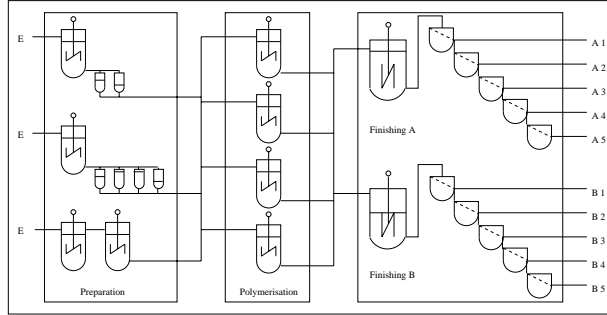 E
E
E
Preparation
Polymerisation
Finishing A
Finishing B
A 1
A 2
A 3
A 4
A 5
B 1
B 2
B 3
B 4
B 5